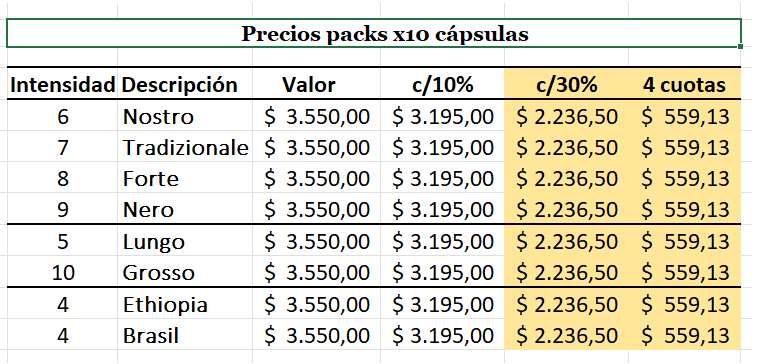 Precios packs x10 cápsulas
Intensidad Descripción Valor c/10% c/30% 4 cuotas
6 Nostro $ 3.550,00 $ 3.195,00 $ 2.236,50 $ 559,13
7 Tradizionale $ 3.550,00 $ 3.195,00 $ 2.236,50 $ 559,13
8 Forte $ 3.550,00 $ 3.195,00 $ 2.236,50 $ 559,13
9 Nero $ 3.550,00 $ 3.195,00 $ 2.236,50 $ 559,13
5 Lungo $ 3.550,00 $ 3.195,00 $ 2.236,50 $ 559,13
10 Grosso $ 3.550,00 $ 3.195,00 $ 2.236,50 $ 559,13
4 Ethiopia $ 3.550,00 $ 3.195,00 $ 2.236,50 $ 559,13
4 Brasil $ 3.550,00 $ 3.195,00 $ 2.236,50 $ 559,13